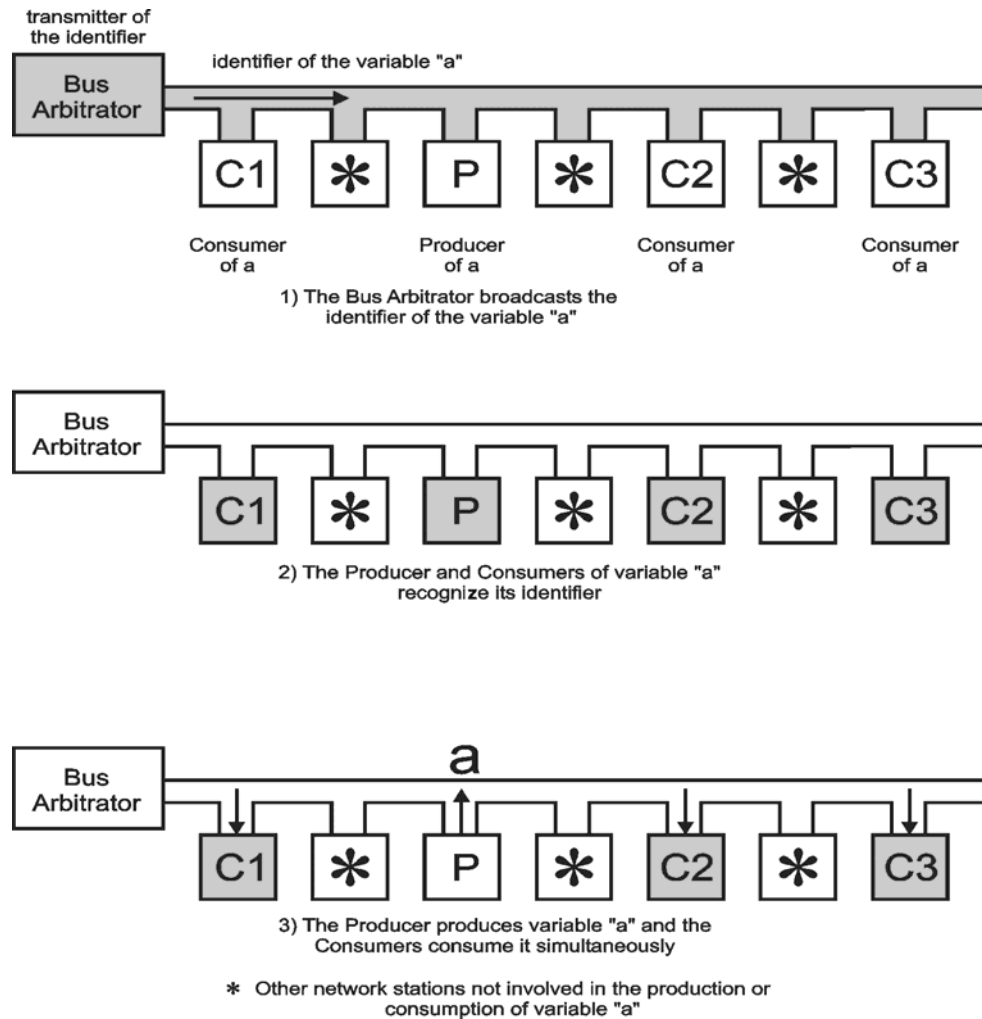 transmitter of
the identifier
Bus
Arbitrator
identifier of the variable "a"
C1
*
P
*
C2
*
C3
Consumer
of a
Producer
of a
Consumer
of a
Consumer
of a
1) The Bus Arbitrator broadcasts the
identifier of the variable "a"
Bus
Arbitrator
C1
*
P
*
C2
*
C3
2) The Producer and Consumers of variable "a"
recognize its identifier
Bus
Arbitrator
a
C1
*
P
*
C2
*
C3
3) The Producer produces variable "a" and the
Consumers consume it simultaneously
* Other network stations not involved in the production or
consumption of variable "a"